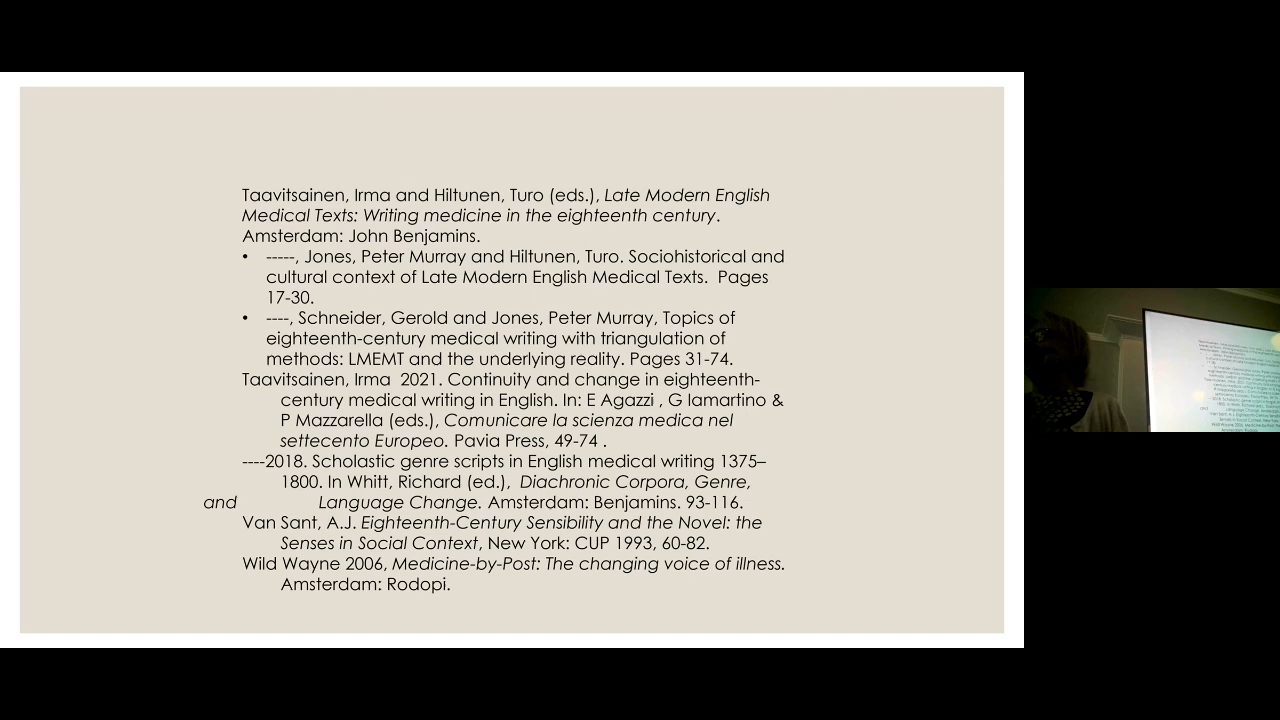 Taavitsainen, Irma and Hiltunen, Turo (eds.), Late Modern English
Medical Texts: Writing medicine in the eighteenth century.
Amsterdam: John Benjamins.
• -----, Jones, Peter Murray and Hiltunen, Turo. Sociohistorical and
cultural context of Late Modern English Medical Texts. Pages
17-30.
• ----, Schneider, Gerold and Jones, Peter Murray, Topics of
eighteenth-century medical writing with triangulation of
methods: LMEMT and the underlying reality. Pages 31-74.
Taavitsainen, Irma 2021. Continuity and change in eighteenth-
century medical writing in English. In: E Agazzi , G Iamartino &
P Mazzarella (eds.), Comunicare la scienza medica nel
settecento Europeo. Pavia Press, 49-74 .
----2018. Scholastic genre scripts in English medical writing 1375–
1800. In Whitt, Richard (ed.), Diachronic Corpora, Genre,
and Language Change. Amsterdam: Benjamins. 93-116.
Van Sant, A.J. Eighteenth-Century Sensibility and the Novel: the
Senses in Social Context, New York: CUP 1993, 60-82.
Wild Wayne 2006, Medicine-by-Post: The changing voice of illness.
Amsterdam: Rodopi.